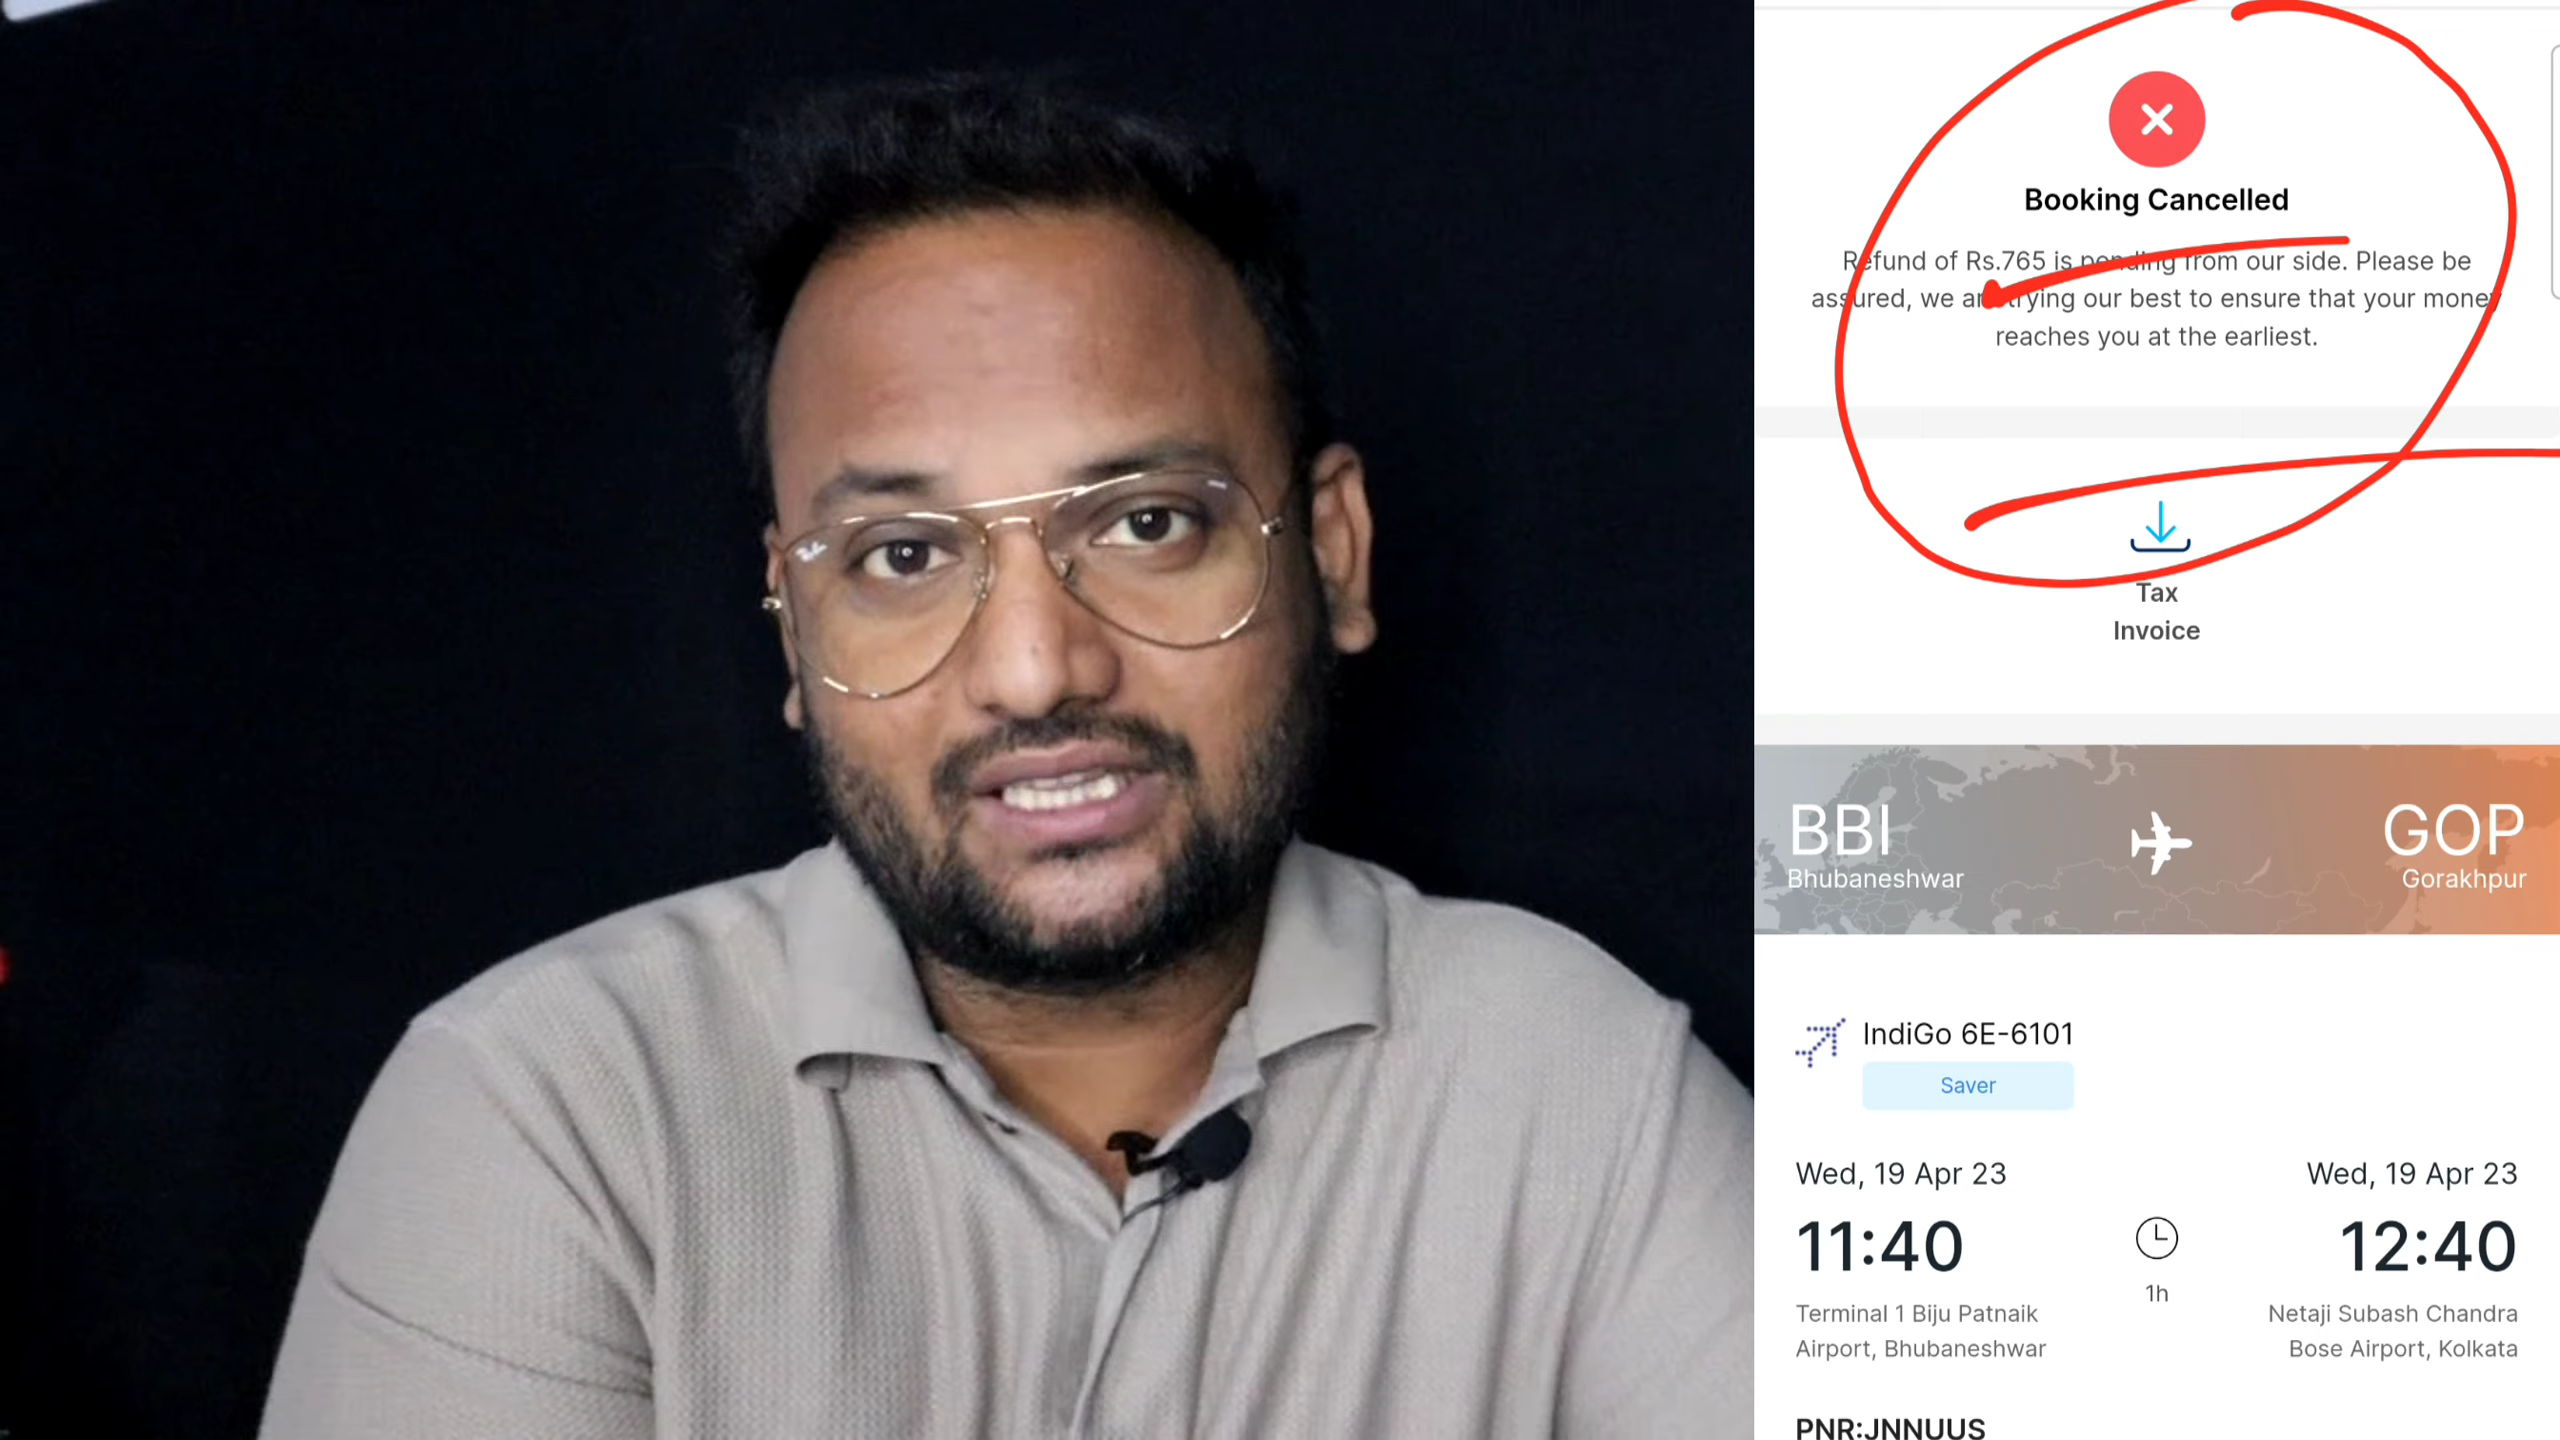 Booking Cancelled
Refund of Rs.765 is pending from our side. Please be
assured, we are trying our best to ensure that your money
reaches you at the earliest.
Tax
Invoice
BBI
GOP
Bhubaneshwar
Gorakhpur
IndiGo 6E-6101
Saver
Wed, 19 Apr 23
Wed, 19 Apr 23
11:40
12:40
1h
Terminal 1 Biju Patnaik
Airport, Bhubaneshwar
Netaji Subash Chandra
Bose Airport, Kolkata
PNR:JNNUUS